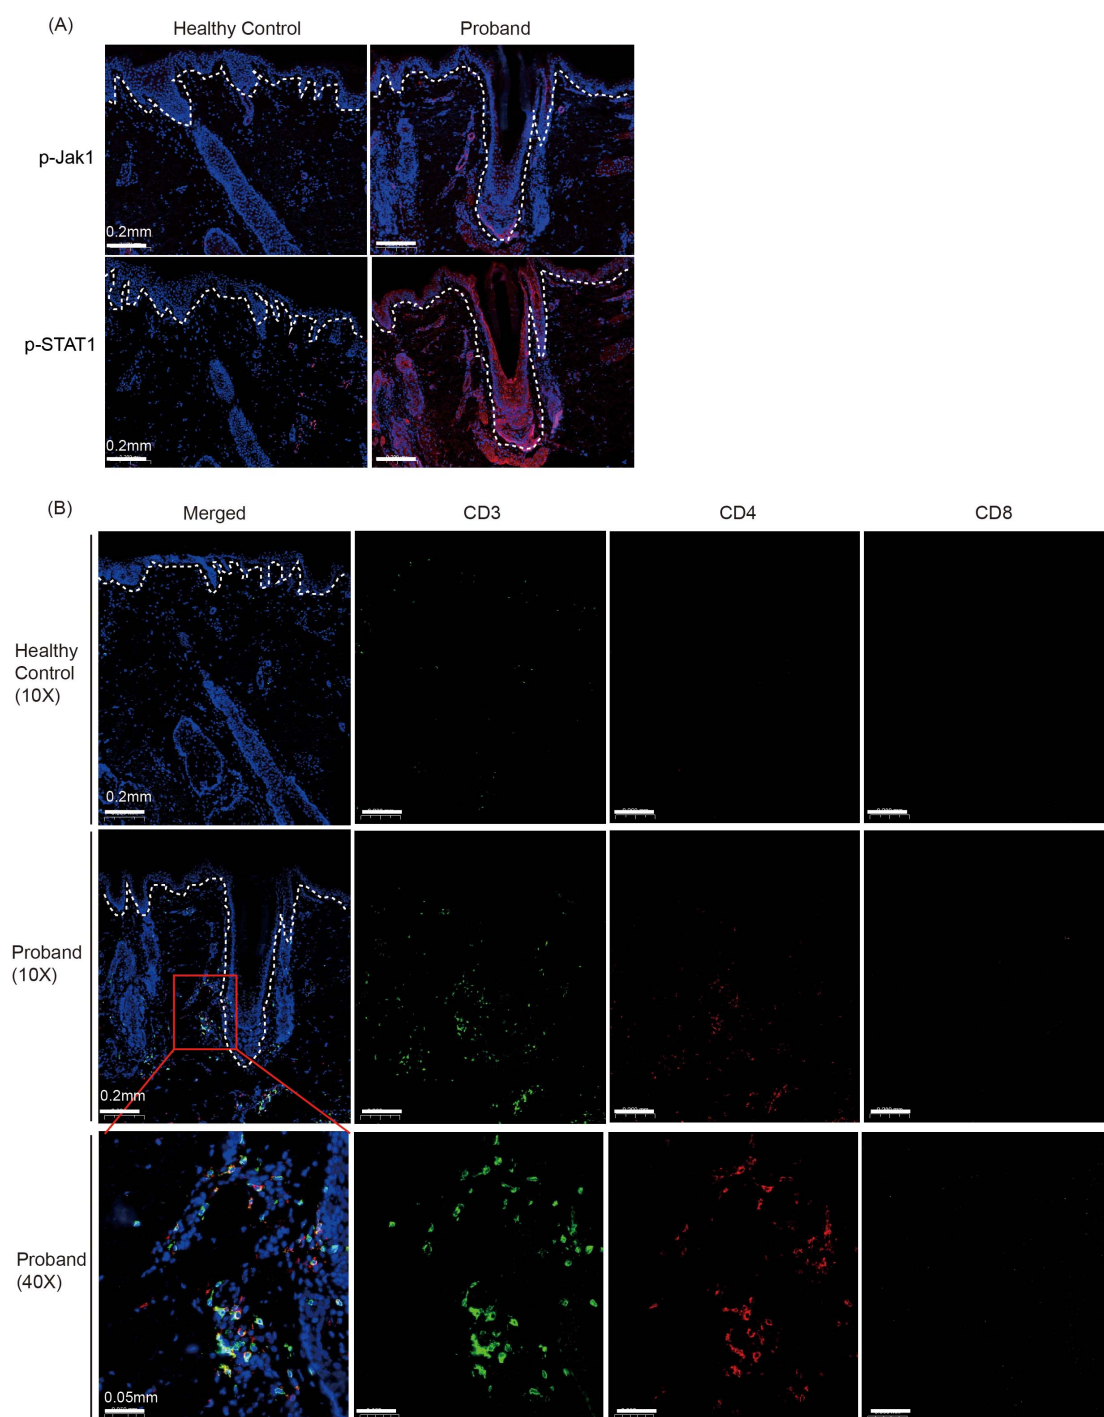 (A)
Healthy Control
Proband
p-Jak1
0.2mm
p-STAT1
0.2mm
(B)
Merged
CD3
CD4
CD8
Healthy
Control
(10X)
0.2mm
Proband
(10X)
0.2mm
Proband
(40X)
0.05mm